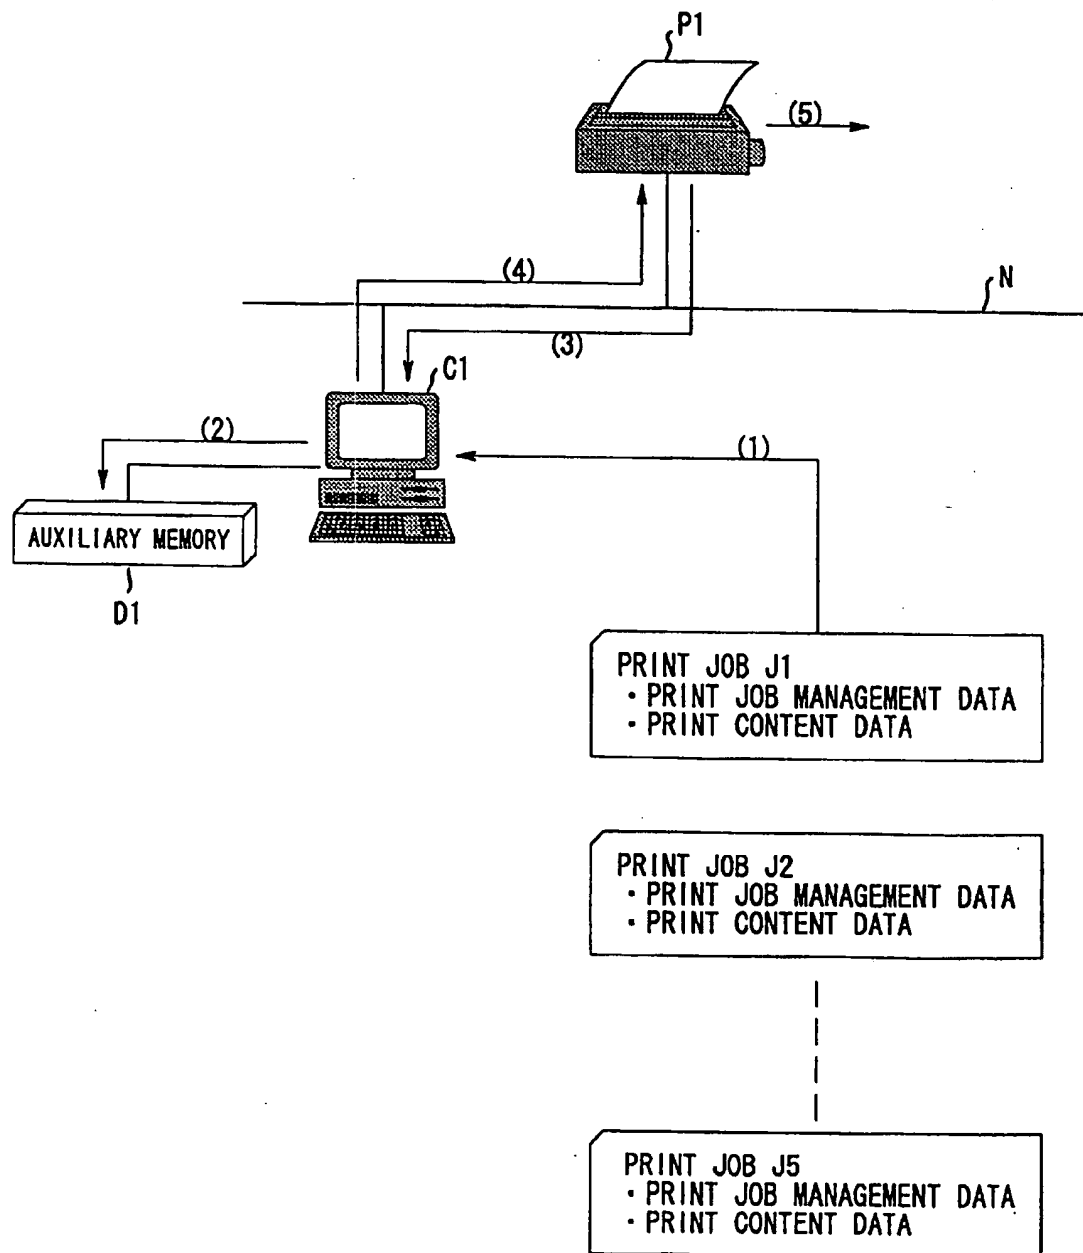 P1
(5)
(4)
N
(3)
C1
(2)
(1)
AUXILIARY MEMORY
D1
PRINT JOB J1
・PRINT JOB MANAGEMENT DATA
・PRINT CONTENT DATA
PRINT JOB J2
・PRINT JOB MANAGEMENT DATA
・PRINT CONTENT DATA
PRINT JOB J5
・PRINT JOB MANAGEMENT DATA
・PRINT CONTENT DATA